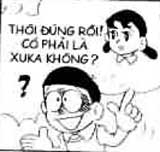 THÔI ĐÚNG RỒI!
CÓ PHẢI LÀ
XUKA KHÔNG?
?